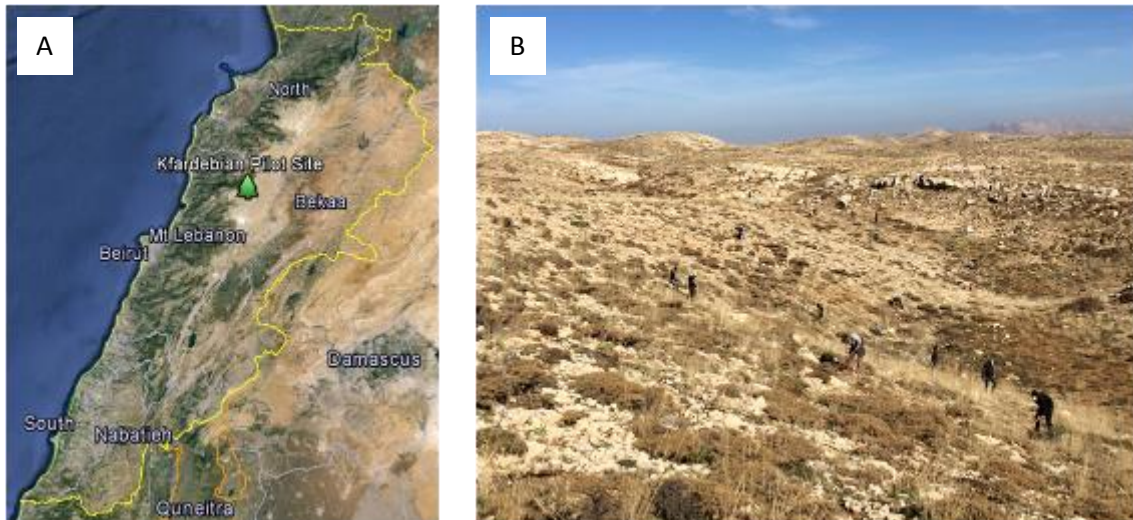 A
B
North
Kfardebian Pilot Site
Bekaa
Mt Lebanon
Beirut
Damascus
South
Nabatieh
Quneitra